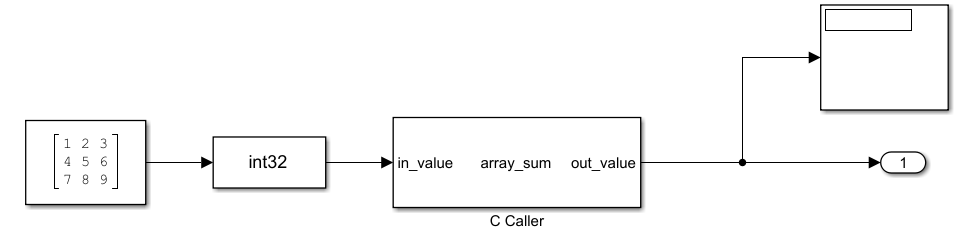 1 2 3
4 5 6
7 8 9
int32
in_value array_sum out_value
C Caller
1